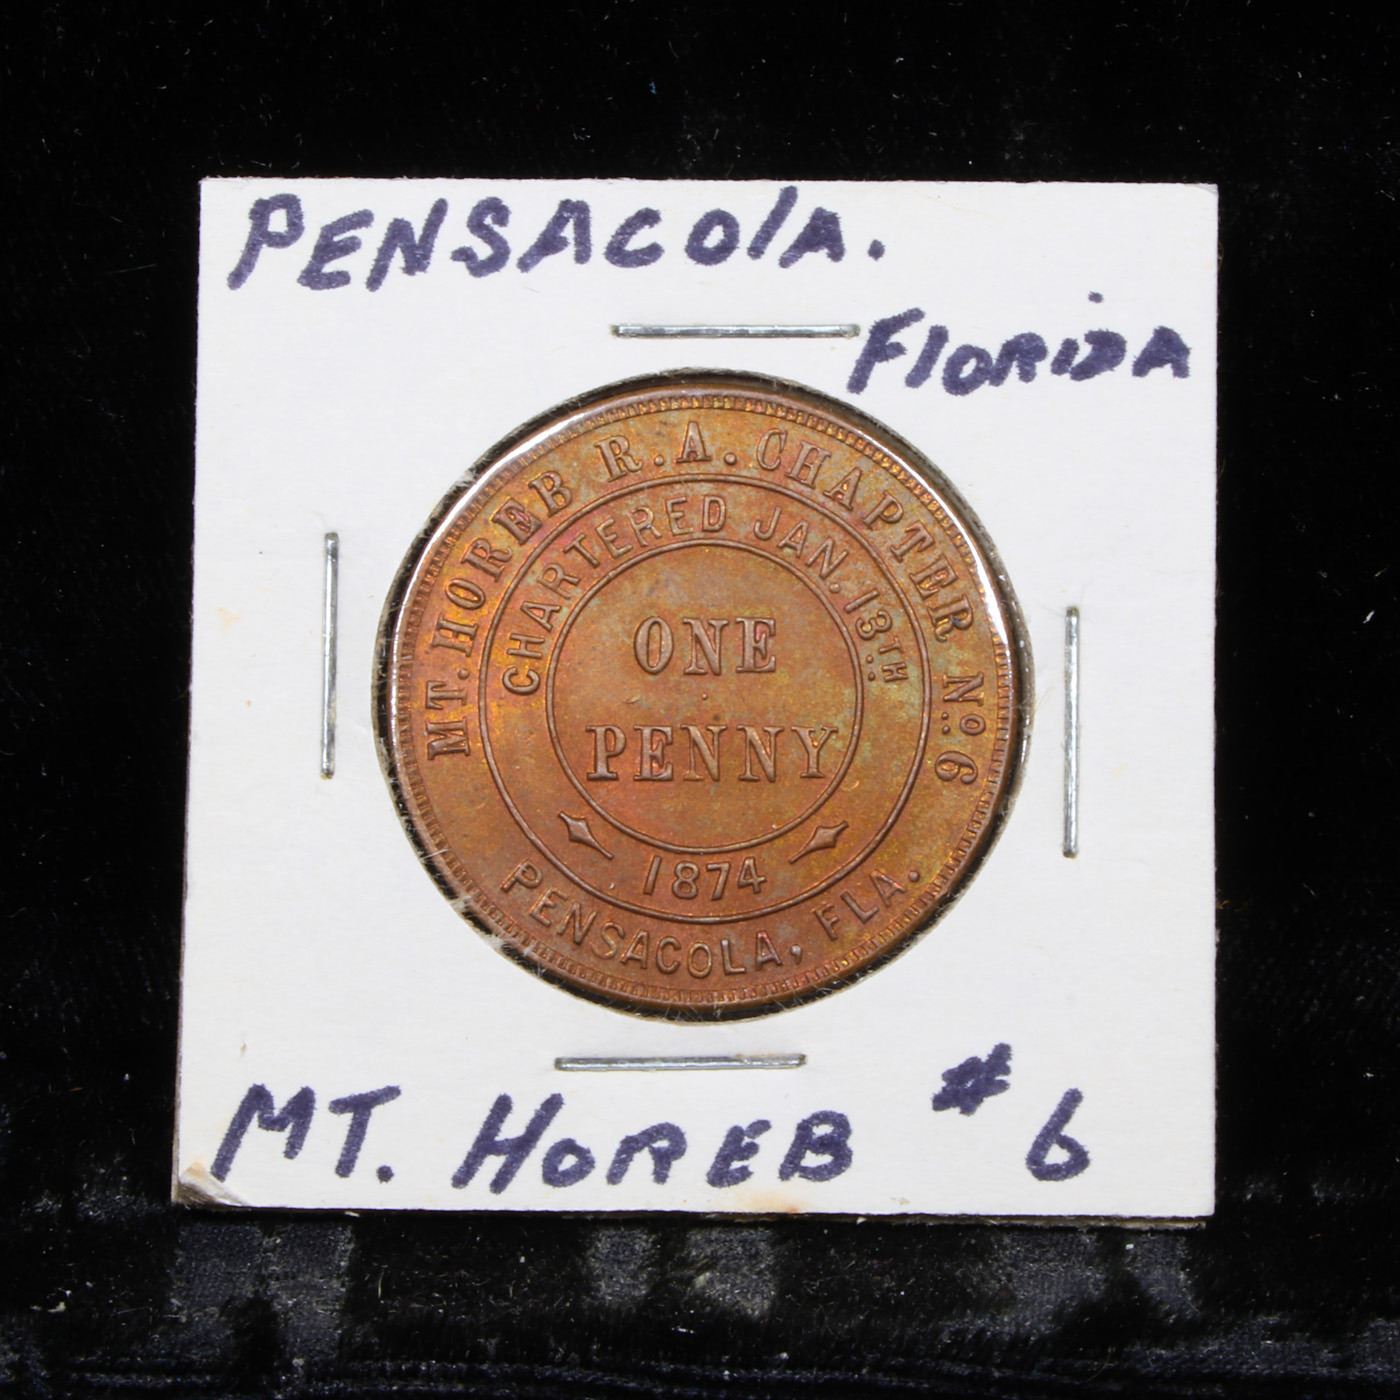 PENSACOlA.
FlORiDA
MT. HOREB R.A. CHAPTER No. 6
CHARTERED JAN. 13TH
ONE
PENNY
1874
PENSACOLA, FLA.
MT. HOREB # 6